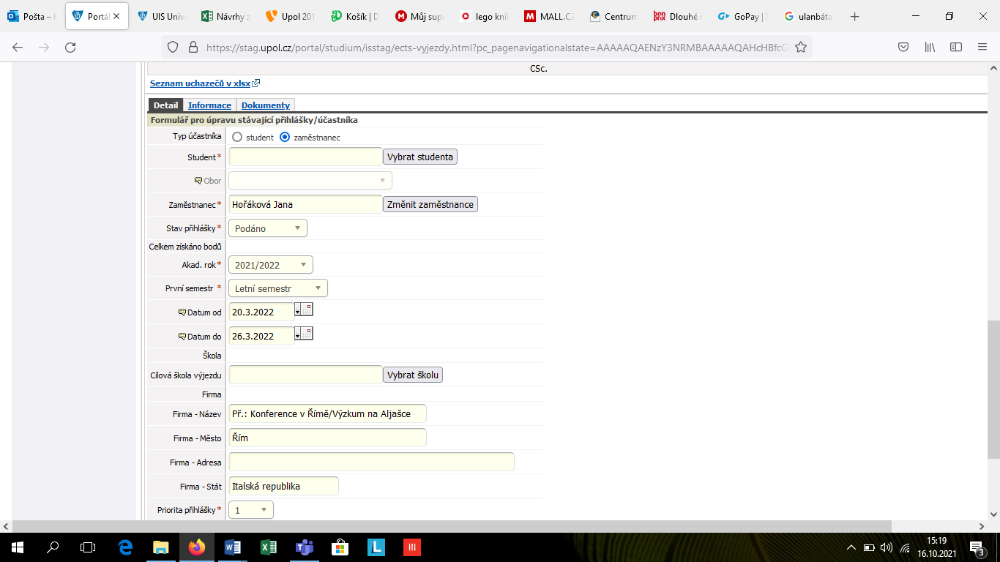 Pošta –
Portál
UIS Univ
Návrhy z
Upol 201
Košík | D
Můj sup
lego kni
MALL.CZ
Centrum
Dlouhé
GoPay |
ulanbáta
https://stag.upol.cz/portal/studium/isstag/ects-vyjezdy.html?pc_pagenavigationalstate=AAAAAQAENzY3NRMBAAAAAQAHcHBfcG
CSc.
Seznam uchazečů v xlsx
Detail Informace Dokumenty
Formulář pro úpravu stávající přihlášky/účastníka
Typ účastníka student zaměstnanec
Student* Vybrat studenta
Obor
Zaměstnanec* Hořáková Jana Změnit zaměstnance
Stav přihlášky* Podáno
Celkem získáno bodů
Akad. rok* 2021/2022
První semestr * Letní semestr
Datum od 20.3.2022
Datum do 26.3.2022
Škola
Cílová škola výjezdu Vybrat školu
Firma
Firma - Název Př.: Konference v Římě/Výzkum na Aljašce
Firma - Město Řím
Firma - Adresa
Firma - Stát Italská republika
Priorita přihlášky* 1
15:19
16.10.2021
3